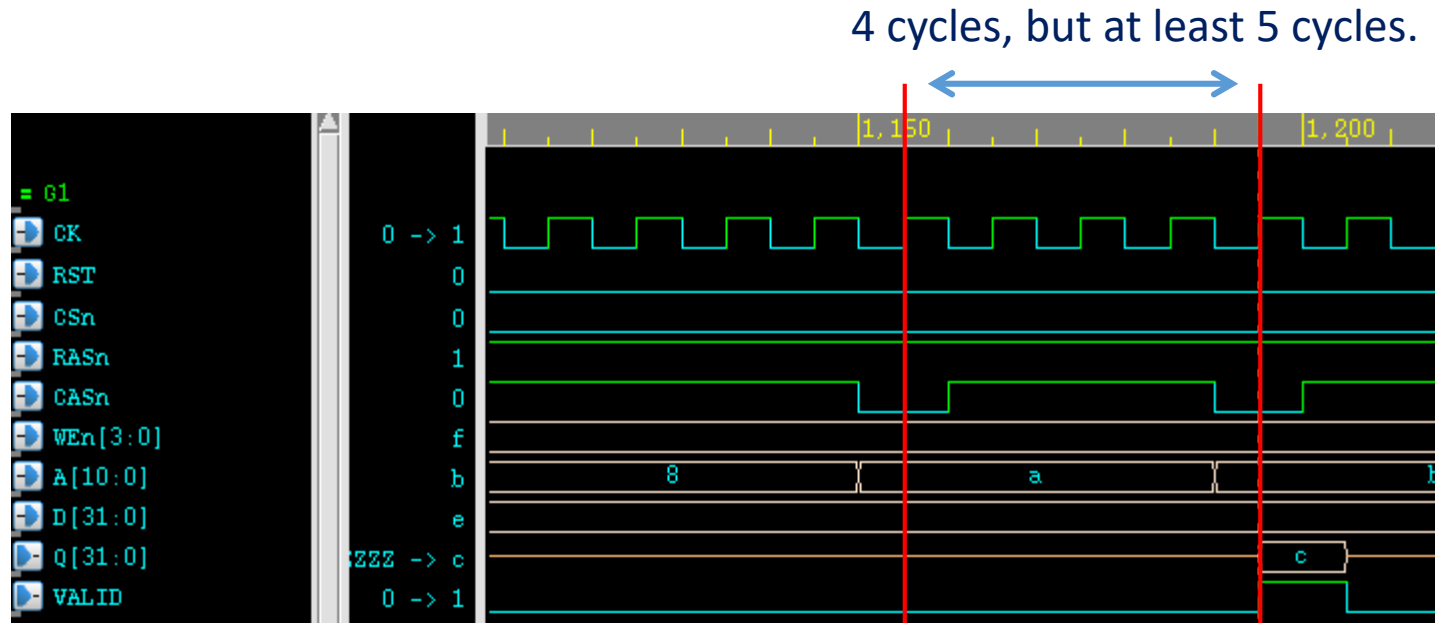 4 cycles, but at least 5 cycles.
1,150
1,200
= G1
CK 0 -> 1
RST 0
CSn 0
RASn 1
CASn 0
WEn[3:0] f
A[10:0] b 8 a
D[31:0] e
Q[31:0] ZZZ -> c c
VALID 0 -> 1